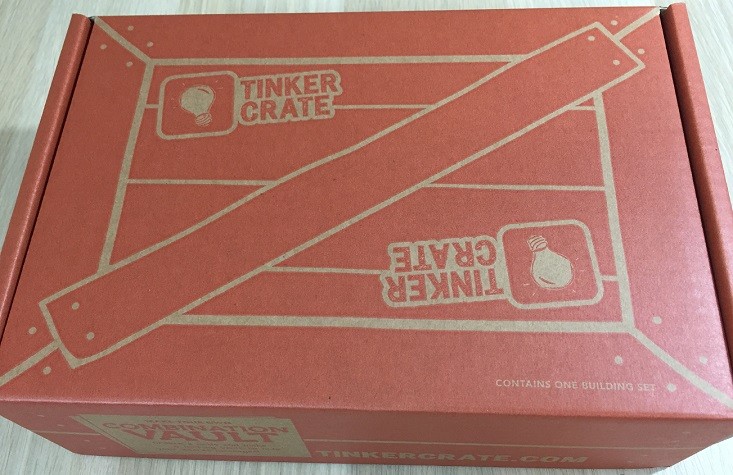 TINKER
CRATE
TINKER
CRATE
CONTAINS ONE BUILDING SET
COMBINATION
VAULT
TINKERCRATE.COM